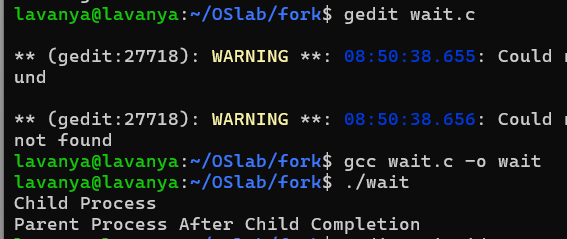 lavanya@lavanya:~/OSlab/fork$ gedit wait.c
** (gedit:27718): WARNING **: 08:50:38.655: Could
und
** (gedit:27718): WARNING **: 08:50:38.656: Could
not found
lavanya@lavanya:~/OSlab/fork$ gcc wait.c -o wait
lavanya@lavanya:~/OSlab/fork$ ./wait
Child Process
Parent Process After Child Completion